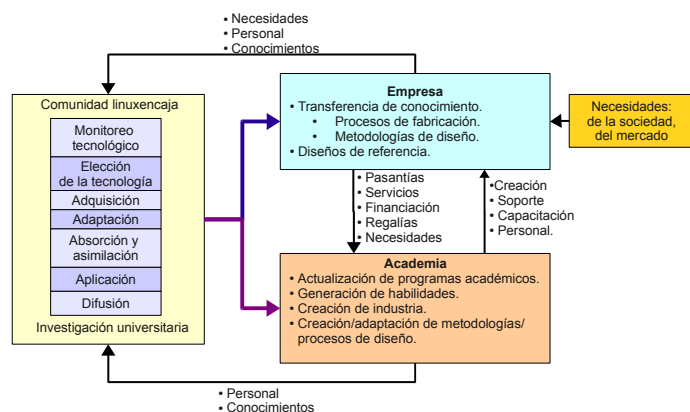 • Necesidades
• Personal
• Conocimientos
Comunidad linuxencaja
Monitoreo
tecnológico
Elección
de la tecnología
Adquisición
Adaptación
Absorción y
asimilación
Aplicación
Difusión
Investigación universitaria
Empresa
• Transferencia de conocimiento.
• Procesos de fabricación.
• Metodologías de diseño.
• Diseños de referencia.
Necesidades:
de la sociedad,
del mercado
• Pasantías
• Servicios
• Financiación
• Regalías
• Necesidades
•Creación
• Soporte
• Capacitación
• Personal.
Academia
• Actualización de programas académicos.
• Generación de habilidades.
• Creación de industria.
• Creación/adaptación de metodologías/
procesos de diseño.
• Personal
• Conocimientos